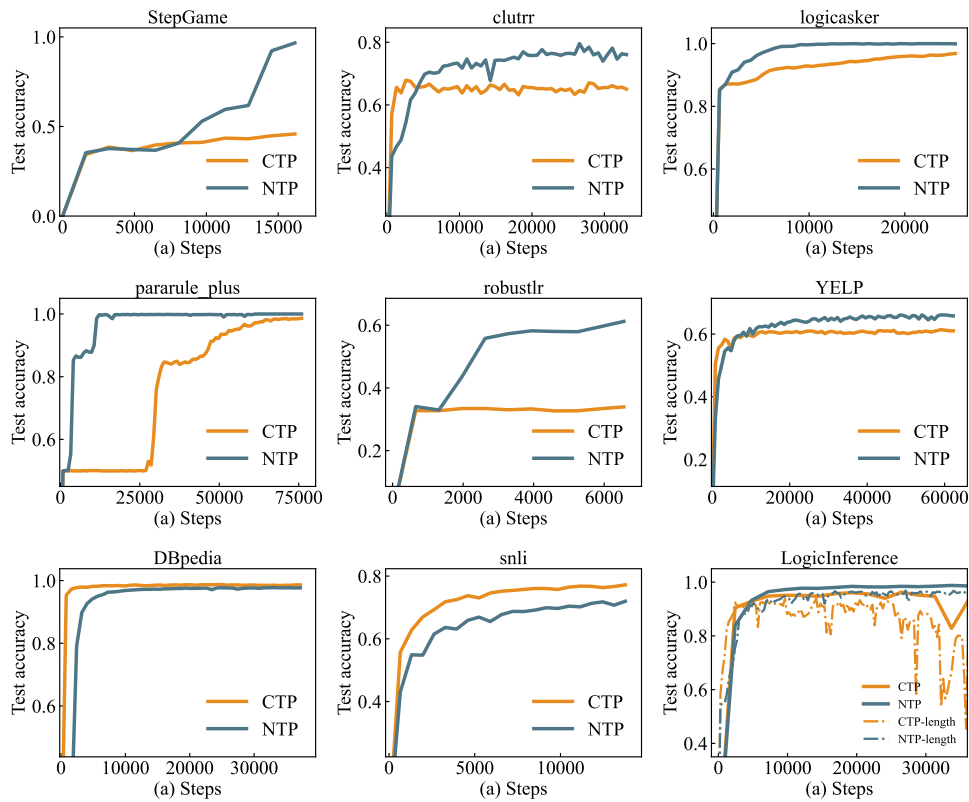 StepGame
1.0
0.5
0.0
Test accuracy
CTP
NTP
0 5000 10000 15000
(a) Steps
clutrr
0.8
0.6
0.4
Test accuracy
CTP
NTP
0 10000 20000 30000
(a) Steps
logicasker
1.0
0.8
0.6
Test accuracy
CTP
NTP
0 10000 20000
(a) Steps
pararule_plus
1.0
0.8
0.6
Test accuracy
CTP
NTP
0 25000 50000 75000
(a) Steps
robustlr
0.6
0.4
0.2
Test accuracy
CTP
NTP
0 2000 4000 6000
(a) Steps
YELP
0.6
0.4
0.2
Test accuracy
CTP
NTP
0 20000 40000 60000
(a) Steps
DBpedia
1.0
0.8
0.6
Test accuracy
CTP
NTP
0 10000 20000 30000
(a) Steps
snli
0.8
0.6
0.4
Test accuracy
CTP
NTP
0 5000 10000
(a) Steps
LogicInference
1.0
0.8
0.6
0.4
Test accuracy
CTP
NTP
CTP-length
NTP-length
0 10000 20000 30000
(a) Steps